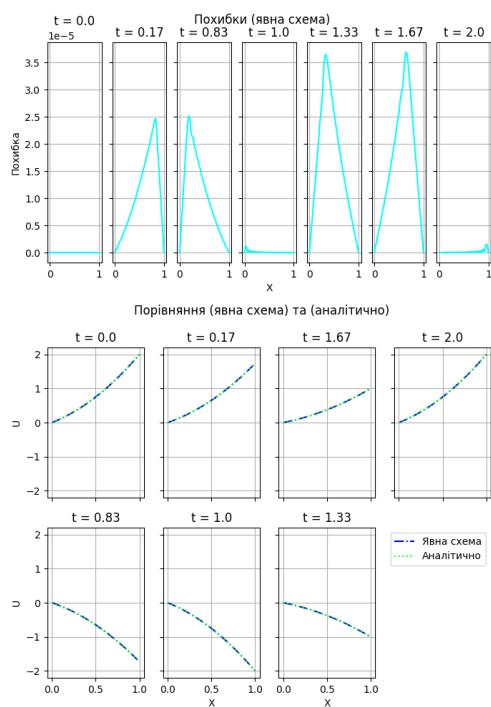 Похибки (явна схема)
t = 0.0 t = 0.17 t = 0.83 t = 1.0 t = 1.33 t = 1.67 t = 2.0
1e−5
3.5
3.0
2.5
2.0
1.5
1.0
0.5
0.0
Похибка
0 1 0 1 0 1 0 1 0 1 0 1 0 1
X
Порівняння (явна схема) та (аналітично)
t = 0.0 t = 0.17 t = 1.67 t = 2.0
2
1
0
−1
−2
U
t = 0.83 t = 1.0 t = 1.33
2
1
0
−1
−2
U
Явна схема
Аналітично
0.0 0.5 1.0 0.0 0.5 1.0 0.0 0.5 1.0
X X